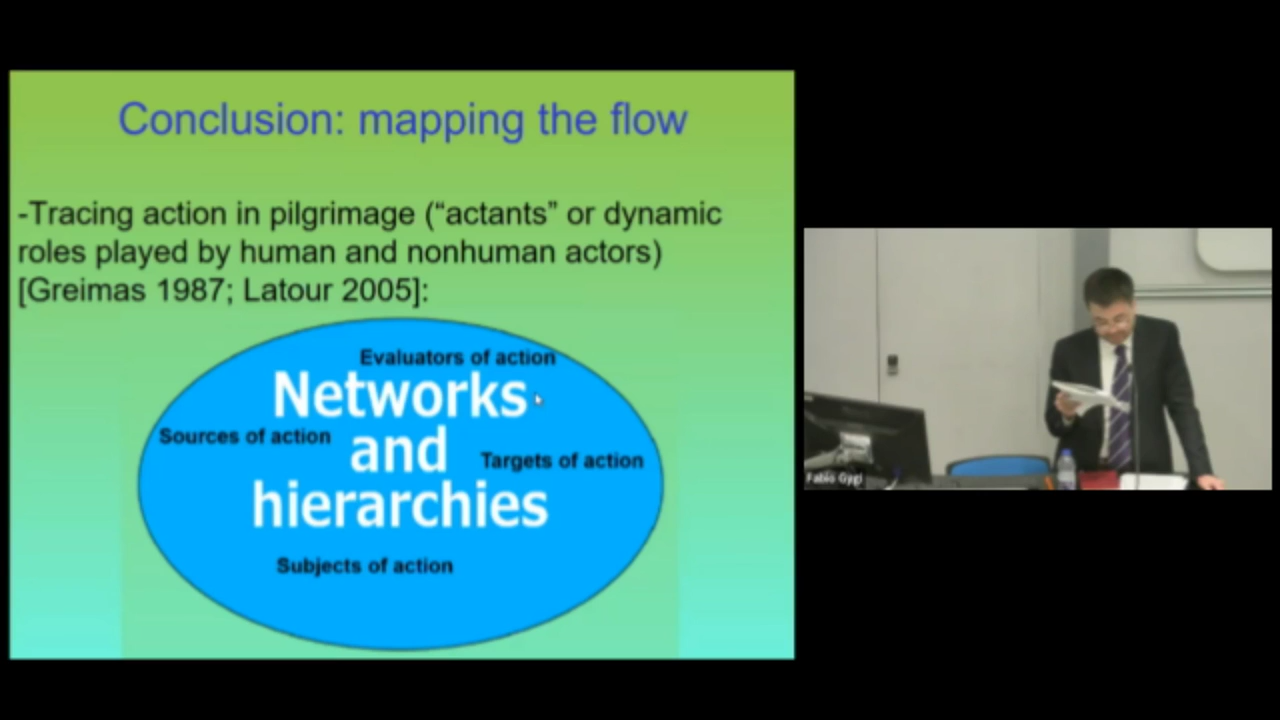 Conclusion: mapping the flow
-Tracing action in pilgrimage (“actants” or dynamic
roles played by human and nonhuman actors)
[Greimas 1987; Latour 2005]:
Evaluators of action
Networks
Sources of action
and
Targets of action
hierarchies
Subjects of action
Fabio Gygi